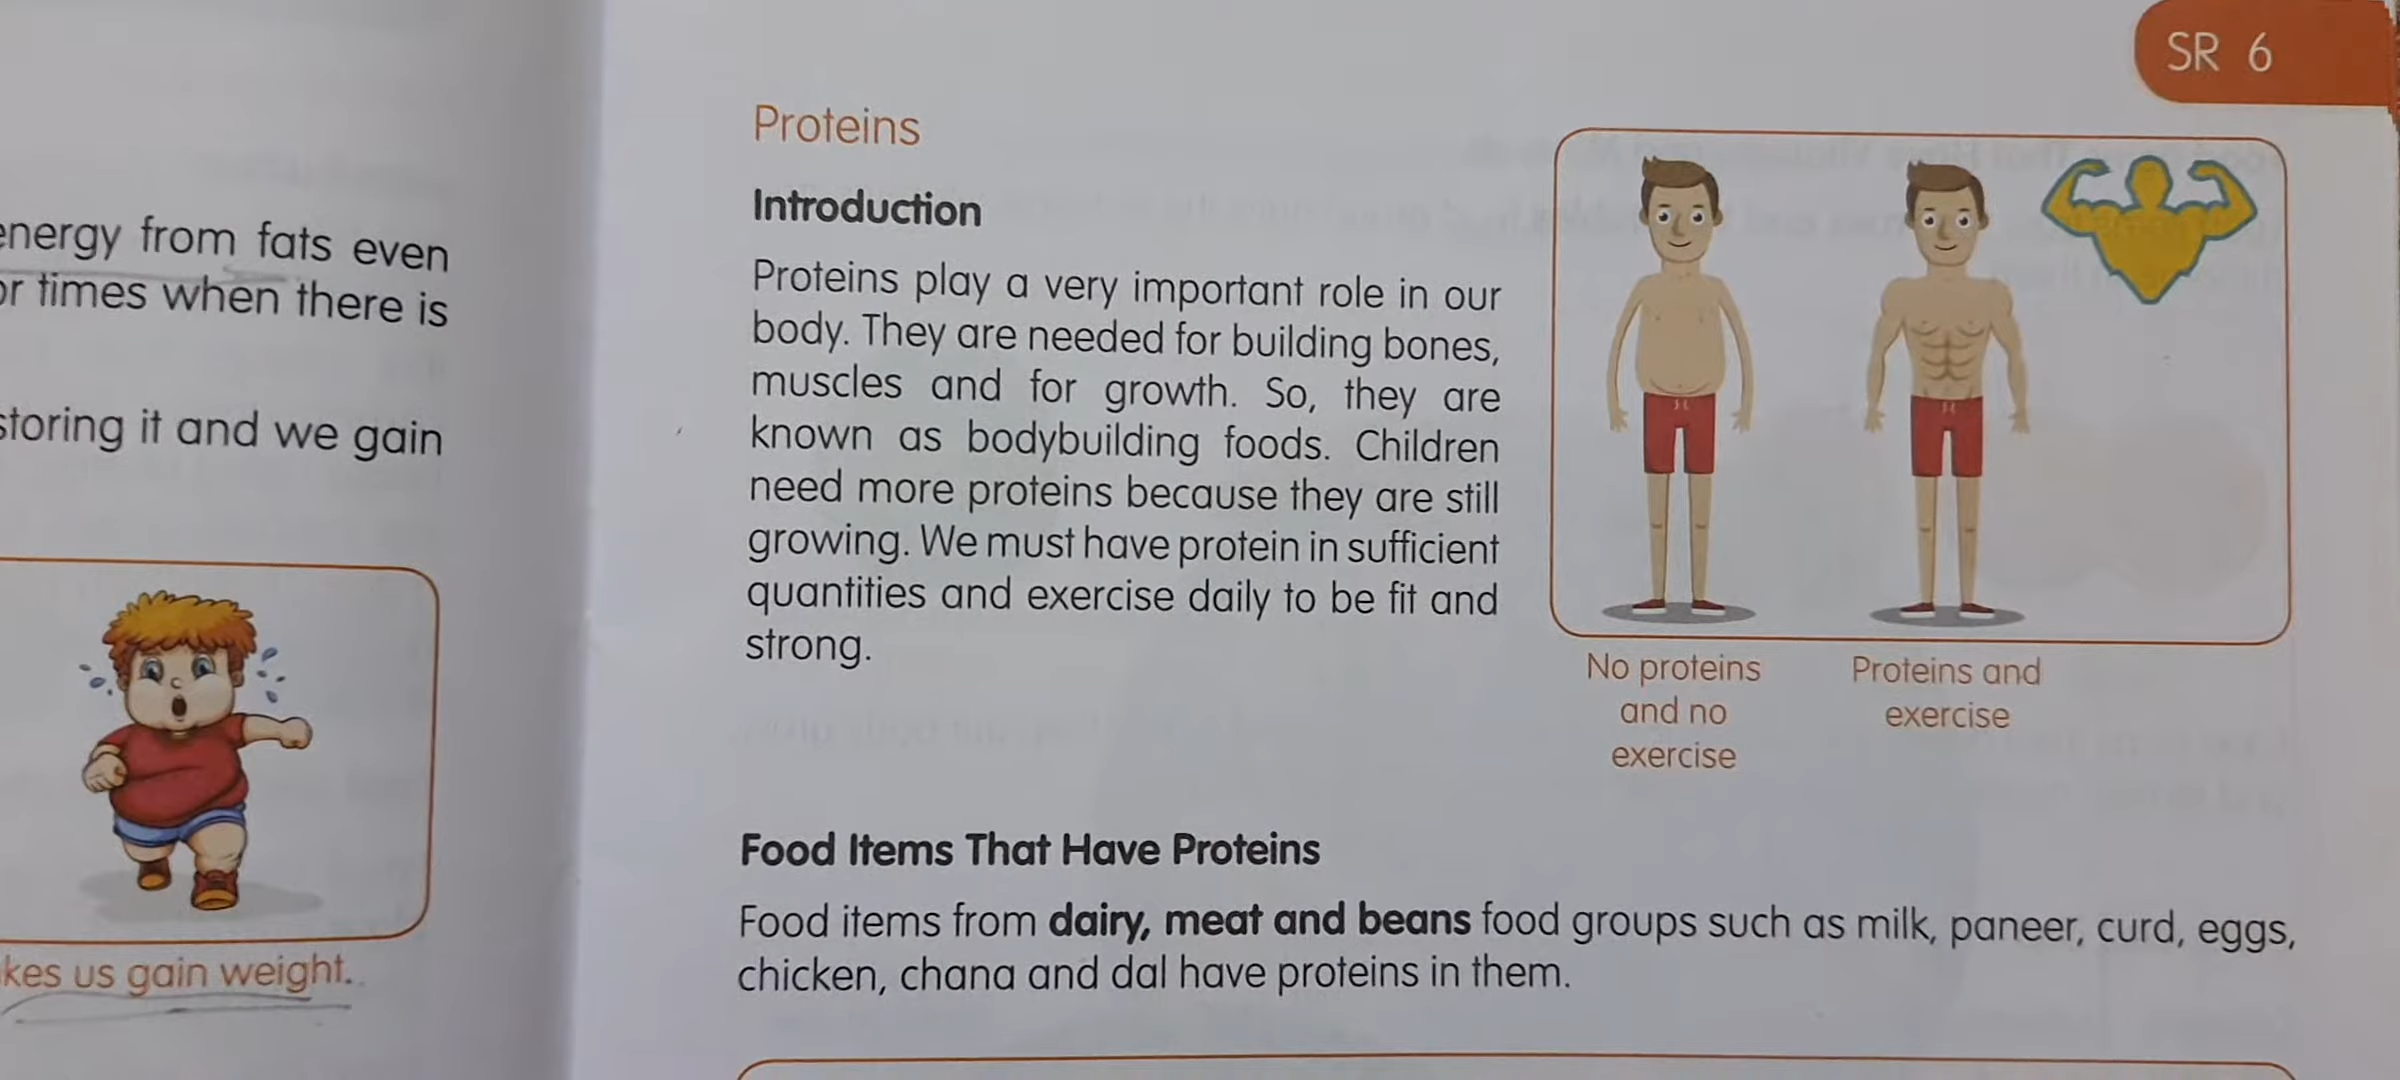 energy from fats even
or times when there is
storing it and we gain
kes us gain weight.
SR 6
Proteins
Introduction
Proteins play a very important role in our
body. They are needed for building bones,
muscles and for growth. So, they are
known as bodybuilding foods. Children
need more proteins because they are still
growing. We must have protein in sufficient
quantities and exercise daily to be fit and
strong.
No proteins
and no
exercise
Proteins and
exercise
Food Items That Have Proteins
Food items from dairy, meat and beans food groups such as milk, paneer, curd, eggs,
chicken, chana and dal have proteins in them.